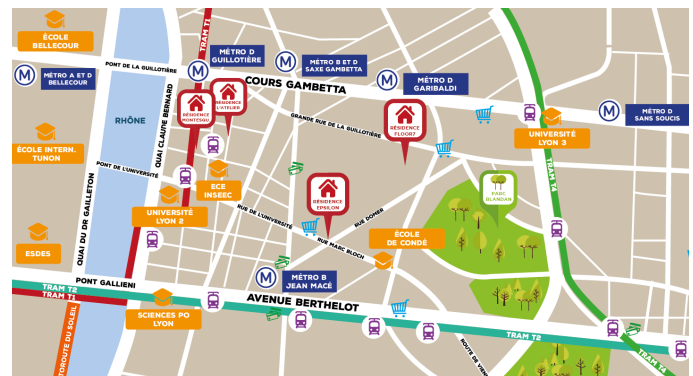 ÉCOLE
BELLECOUR
TRAM T1
PONT DE LA GUILLOTIÈRE
MÉTRO D
GUILLOTIÈRE
MÉTRO B ET D
SAXE GAMBETTA
M
M
M
MÉTRO A ET D
BELLECOUR
COURS GAMBETTA
M
MÉTRO D
GARIBALDI
QUAI CLAUDE BERNARD
RÉSIDENCE
MONTESQU
RÉSIDENCE
L'ATELIER
RHÔNE
GRANDE RUE DE LA GUILLOTIÈRE
RÉSIDENCE
FLOOR7
M
MÉTRO D
SANS SOUCIS
UNIVERSITÉ
LYON 3
ÉCOLE INTERN.
TUNON
PONT DE L'UNIVERSITÉ
TRAM T4
ECE
INSEEC
PARC
BLANDAN
RÉSIDENCE
EPSILON
UNIVERSITÉ
LYON 2
RUE DE L'UNIVERSITÉ
RUE DOMER
QUAI DU DR GAILLETON
RUE MARC BLOCH
ÉCOLE
DE CONDÉ
ESDES
M
MÉTRO B
JEAN MACÉ
PONT GALLIENI
TRAM T2
TRAM T1
AVENUE BERTHELOT
SCIENCES PO
LYON
TRAM T2
TOROUTE DU SOLEIL
ROUTE DE VIEN
TRAM T4